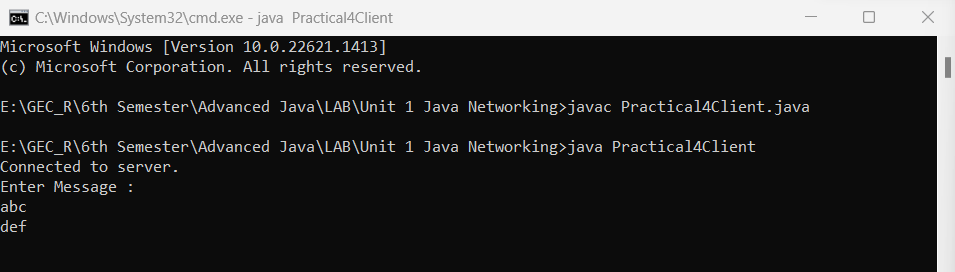 C:\Windows\System32\cmd.exe - java  Practical4Client
Microsoft Windows [Version 10.0.22621.1413]
(c) Microsoft Corporation. All rights reserved.
E:\GEC_R\6th Semester\Advanced Java\LAB\Unit 1 Java Networking>javac Practical4Client.java
E:\GEC_R\6th Semester\Advanced Java\LAB\Unit 1 Java Networking>java Practical4Client
Connected to server.
Enter Message :
abc
def